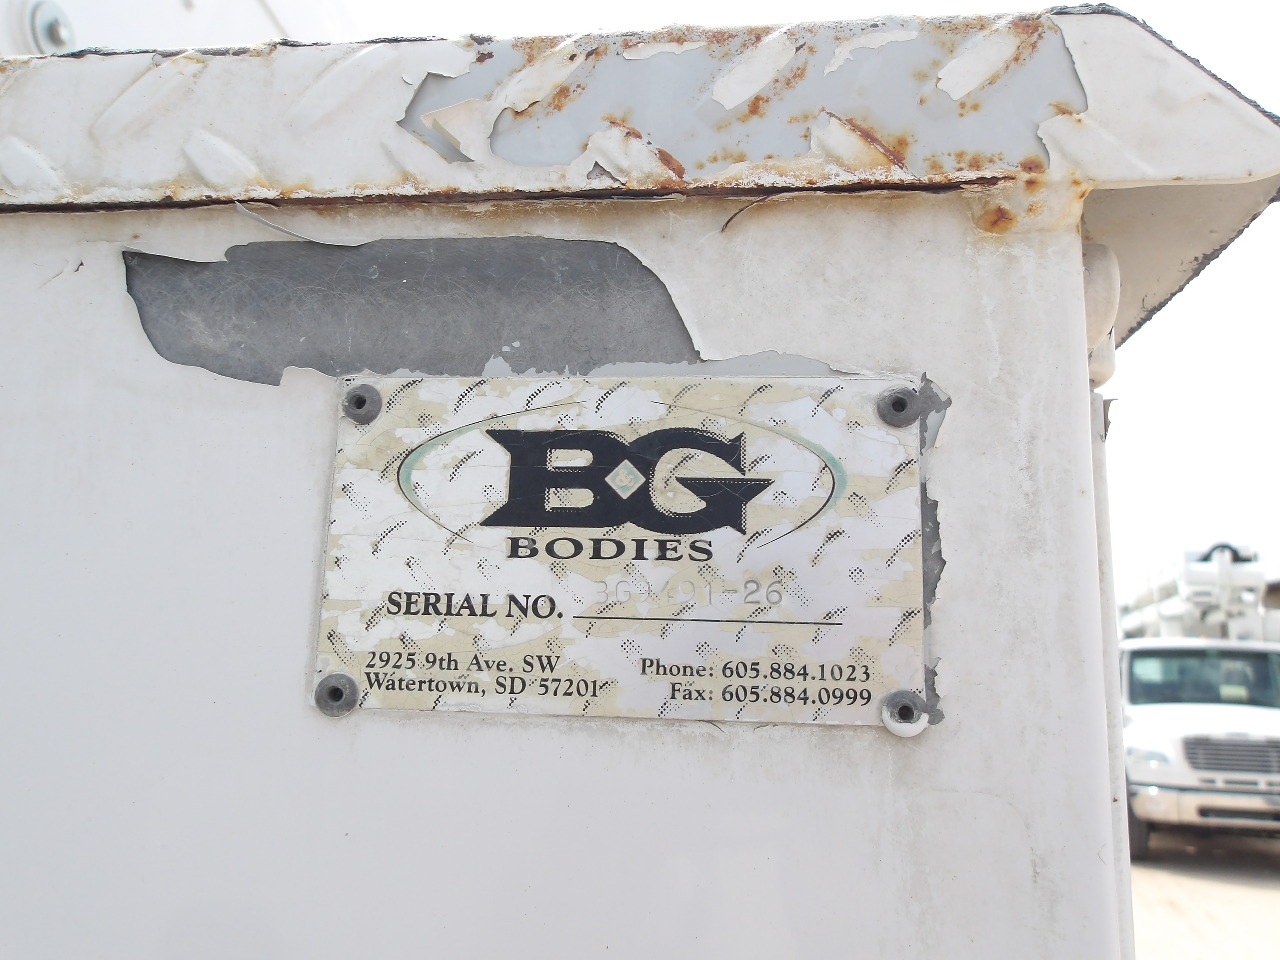 B&G
BODIES
SERIAL NO.
2925 9th Ave. SW
Watertown, SD 57201
Phone: 605.884.1023
Fax: 605.884.0999